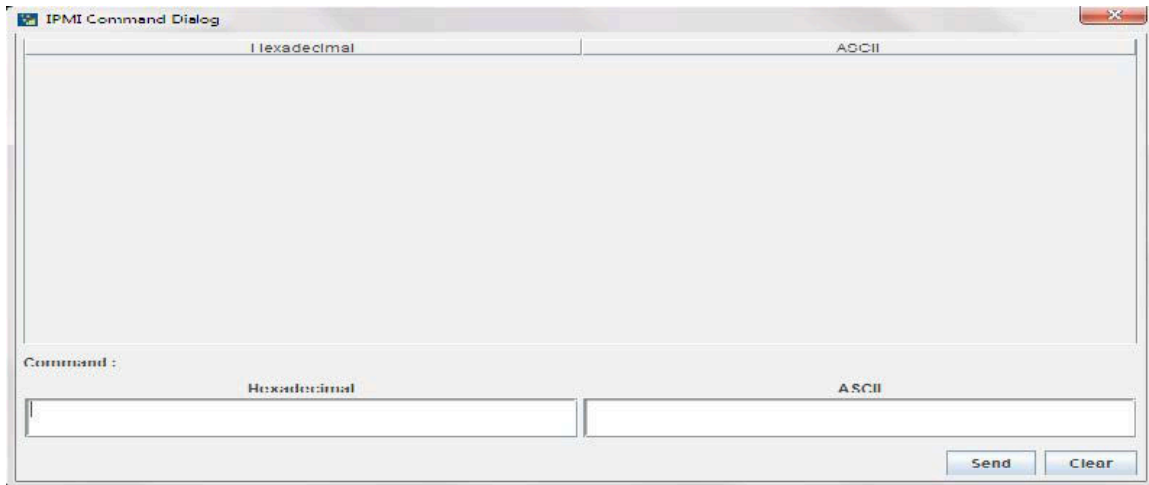 IPMI Command Dialog
Hexadecimal ASCII
Command :
Hexadecimal ASCII
Send Clear